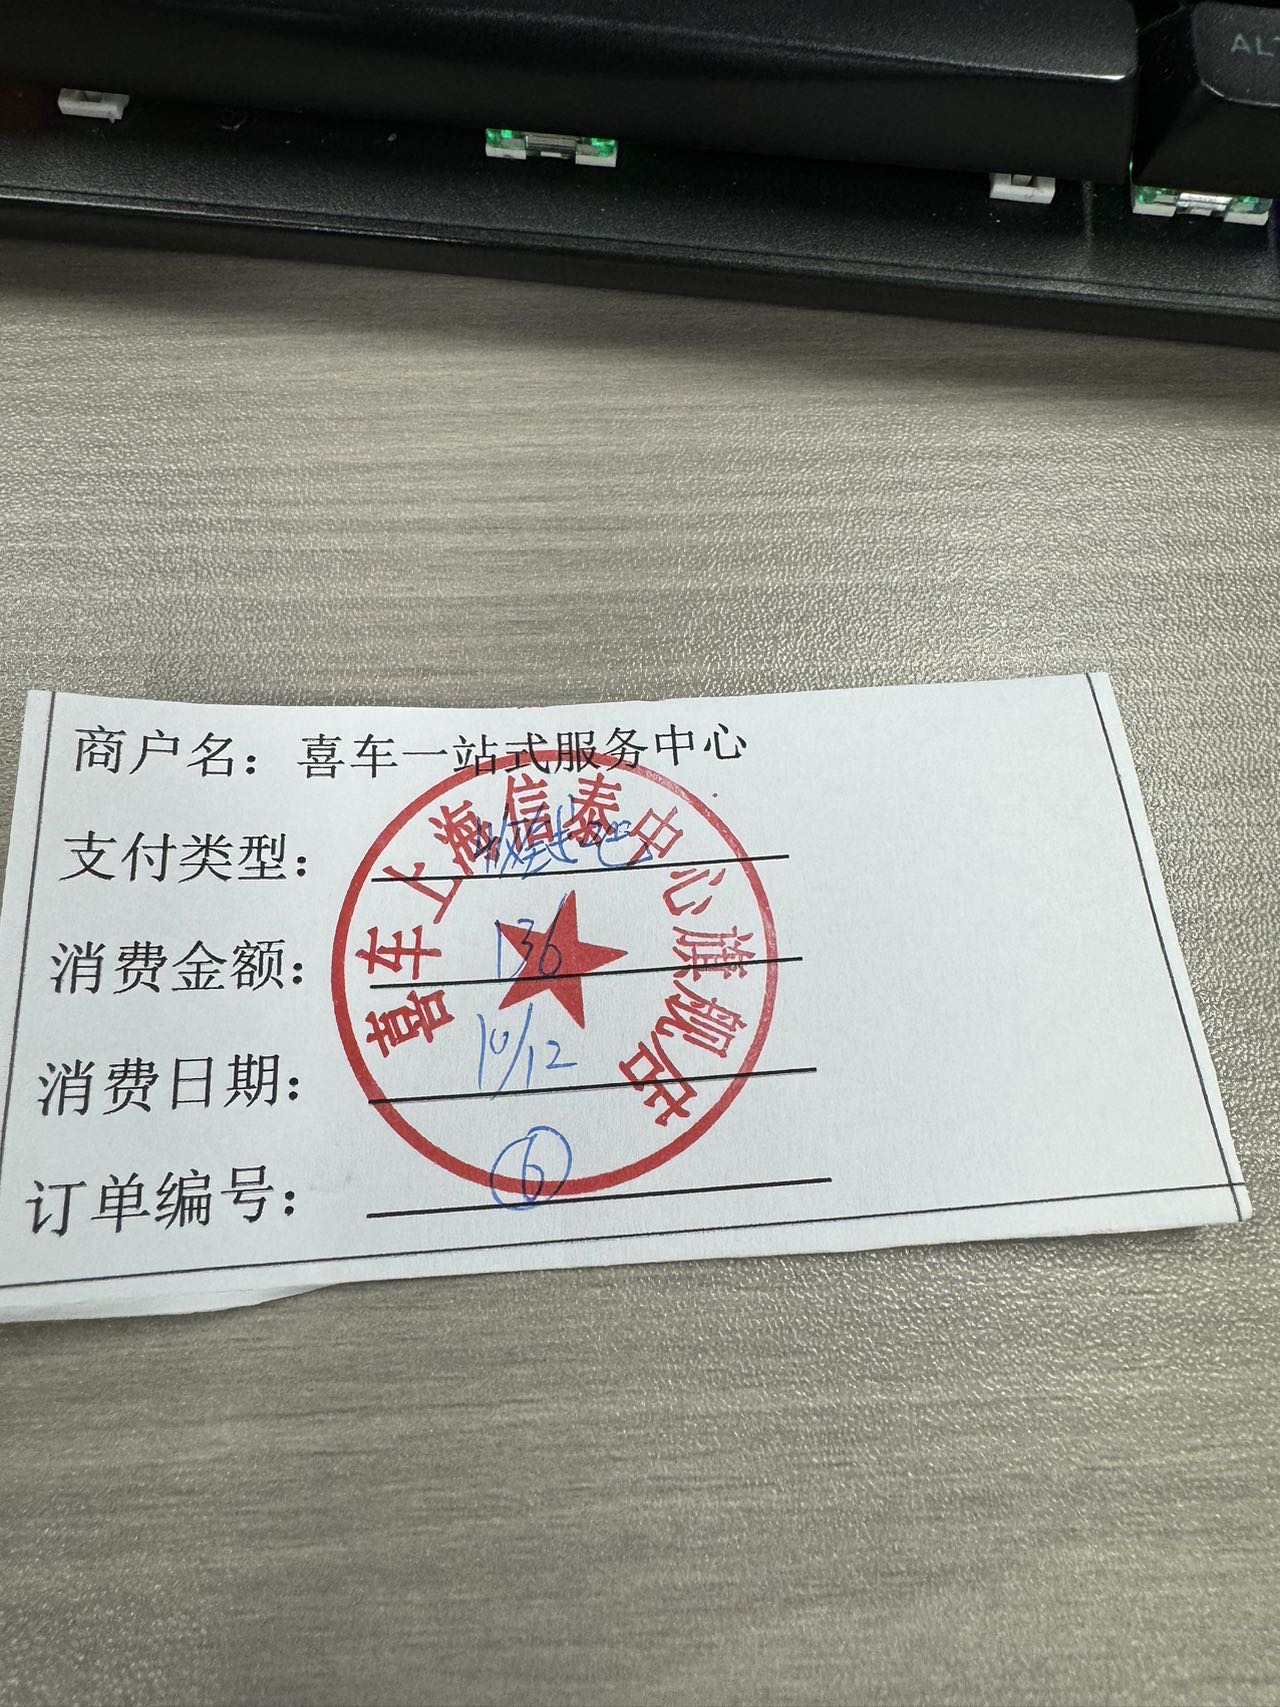 AL
商户名：喜车一站式服务中心
支付类型：
消费金额：136
消费日期：10/12
订单编号：⑥
喜车上海信泰中心旗舰店